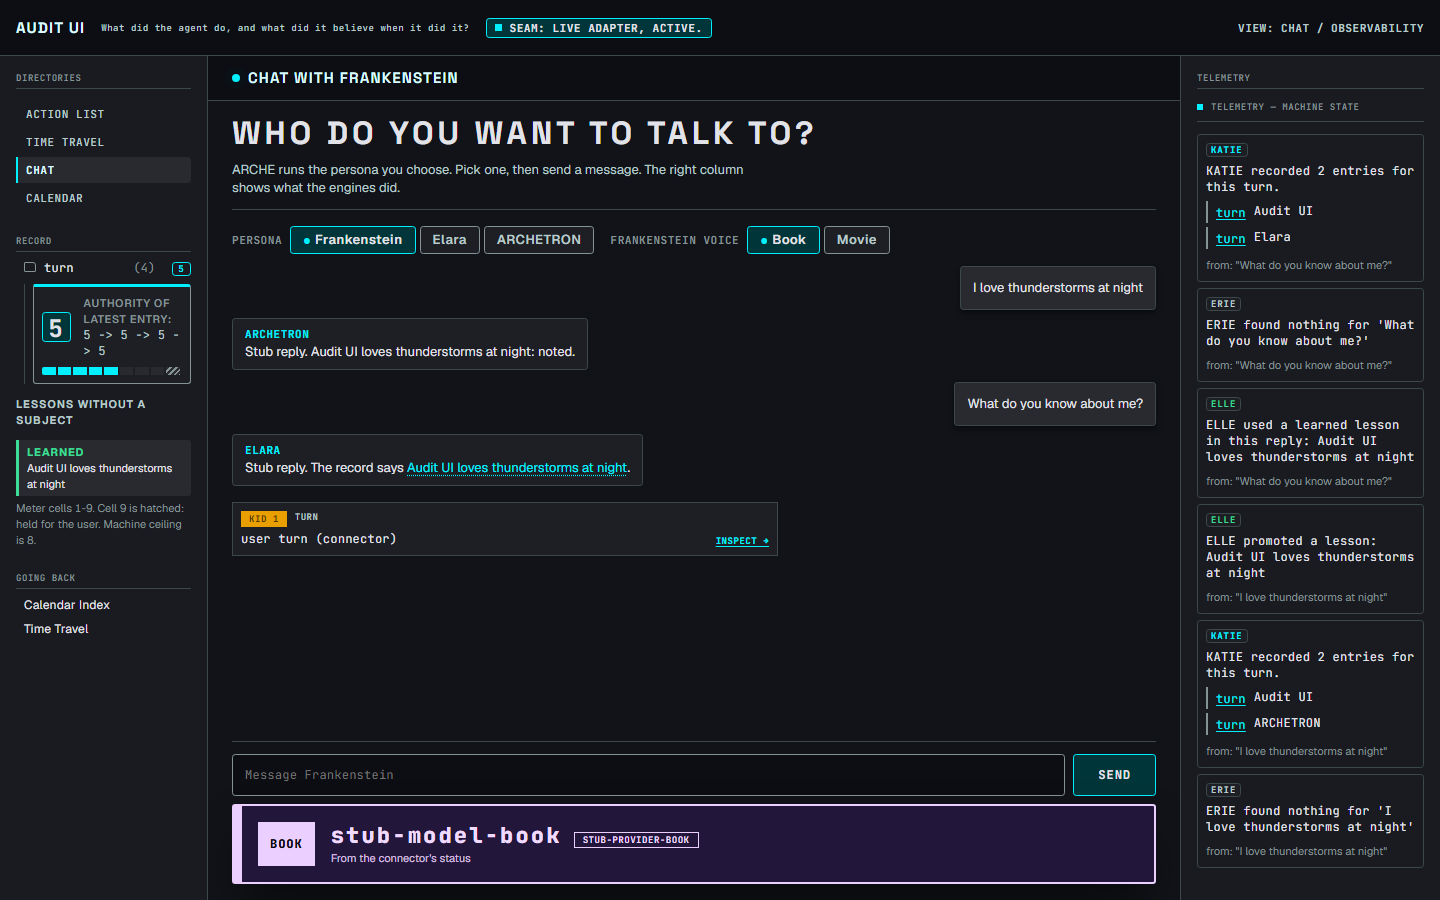 AUDIT UI
What did the agent do, and what did it believe when it did it?
SEAM: LIVE ADAPTER, ACTIVE.
VIEW: CHAT / OBSERVABILITY
DIRECTORIES
ACTION LIST
TIME TRAVEL
CHAT
CALENDAR
RECORD
turn (4) 5
5
AUTHORITY OF
LATEST ENTRY:
5 -> 5 -> 5 -
> 5
LESSONS WITHOUT A
SUBJECT
LEARNED
Audit UI loves thunderstorms
at night
Meter cells 1-9. Cell 9 is hatched:
held for the user. Machine ceiling
is 8.
GOING BACK
Calendar Index
Time Travel
CHAT WITH FRANKENSTEIN
WHO DO YOU WANT TO TALK TO?
ARCHE runs the persona you choose. Pick one, then send a message. The right column
shows what the engines did.
PERSONA Frankenstein Elara ARCHETRON FRANKENSTEIN VOICE Book Movie
I love thunderstorms at night
ARCHETRON
Stub reply. Audit UI loves thunderstorms at night: noted.
What do you know about me?
ELARA
Stub reply. The record says Audit UI loves thunderstorms at night.
KID 1 TURN
user turn (connector)
INSPECT →
Message Frankenstein
SEND
BOOK
stub-model-book STUB-PROVIDER-BOOK
From the connector's status
TELEMETRY
TELEMETRY — MACHINE STATE
KATIE
KATIE recorded 2 entries for
this turn.
turn Audit UI
turn Elara
from: "What do you know about me?"
ERIE
ERIE found nothing for 'What
do you know about me?'
from: "What do you know about me?"
ELLE
ELLE used a learned lesson
in this reply: Audit UI
loves thunderstorms at night
from: "What do you know about me?"
ELLE
ELLE promoted a lesson:
Audit UI loves thunderstorms
at night
from: "I love thunderstorms at night"
KATIE
KATIE recorded 2 entries for
this turn.
turn Audit UI
turn ARCHETRON
from: "I love thunderstorms at night"
ERIE
ERIE found nothing for 'I
love thunderstorms at night'
from: "I love thunderstorms at night"